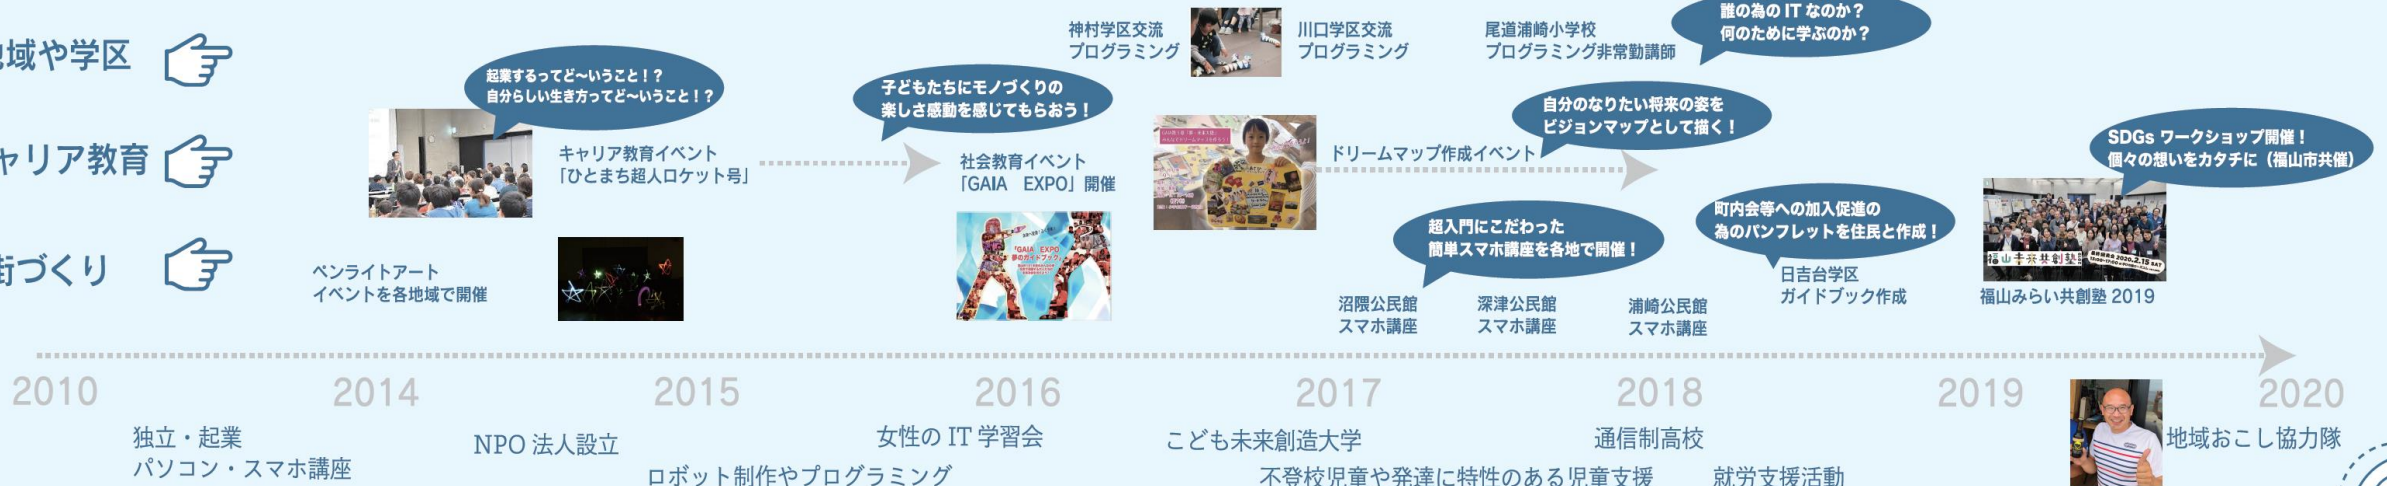 域や学区
神村学区交流
プログラミング
川口学区交流
プログラミング
尾道浦崎小学校
プログラミング非常勤講師
誰の為の IT なのか？
何のために学ぶのか？
起業するってど〜いうこと！？
自分らしい生き方ってど〜いうこと！？
子どもたちにモノづくりの
楽しさ感動を感じてもらおう！
自分のなりたい将来の姿を
ビジョンマップとして描く！
SDGs ワークショップ開催！
個々の想いをカタチに（福山市共催）
ャリア教育
キャリア教育イベント
「ひとまち超人ロケット号」
社会教育イベント
「GAIA　EXPO」開催
ドリームマップ作成イベント
超入門にこだわった
簡単スマホ講座を各地で開催！
町内会等への加入促進の
為のパンフレットを住民と作成！
街づくり
ペンライトアート
イベントを各地域で開催
「GAIA EXPO
夢のガイドブック」
沼隈公民館
スマホ講座
深津公民館
スマホ講座
浦崎公民館
スマホ講座
日吉台学区
ガイドブック作成
2020.2.15 SAT
福山みらい共創塾 2019
2010
2014
2015
2016
2017
2018
2019
2020
独立・起業
パソコン・スマホ講座
NPO 法人設立
ロボット制作やプログラミング
女性の IT 学習会
こども未来創造大学
不登校児童や発達に特性のある児童支援
通信制高校
就労支援活動
地域おこし協力隊